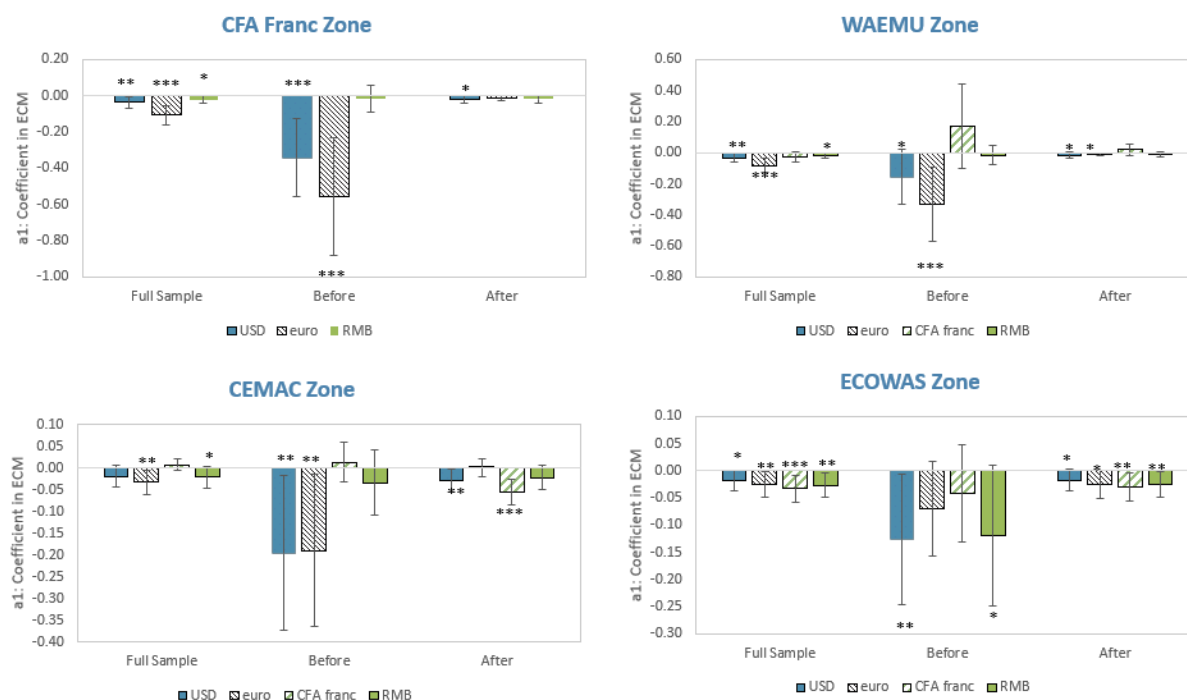 CFA Franc Zone
a1: Coefficient in ECM
0.20
0.00
-0.20
-0.40
-0.60
-0.80
-1.00
** *** *
*** ***
*
Full Sample Before After
USD euro RMB
WAEMU Zone
a1: Coefficient in ECM
0.60
0.40
0.20
0.00
-0.20
-0.40
-0.60
-0.80
** *** *
* ***
* *
Full Sample Before After
USD euro CFA franc RMB
CEMAC Zone
a1: Coefficient in ECM
0.10
0.05
0.00
-0.05
-0.10
-0.15
-0.20
-0.25
-0.30
-0.35
-0.40
** *
** **
** ***
Full Sample Before After
USD euro CFA franc RMB
ECOWAS Zone
a1: Coefficient in ECM
0.10
0.05
0.00
-0.05
-0.10
-0.15
-0.20
-0.25
-0.30
* ** *** **
** *
* * ** **
Full Sample Before After
USD euro CFA franc RMB